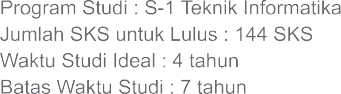 Program Studi : S-1 Teknik Informatika
Jumlah SKS untuk Lulus : 144 SKS
Waktu Studi Ideal : 4 tahun
Batas Waktu Studi : 7 tahun